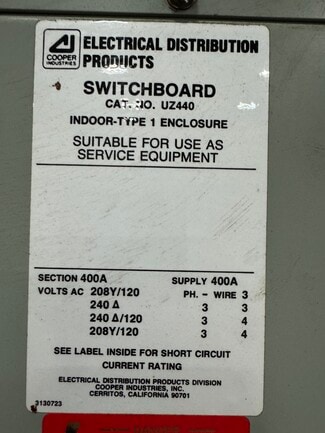 COOPER
INDUSTRIES
ELECTRICAL DISTRIBUTION
PRODUCTS
SWITCHBOARD
CAT. NO. UZ440
INDOOR-TYPE 1 ENCLOSURE
SUITABLE FOR USE AS
SERVICE EQUIPMENT
SECTION 400A SUPPLY 400A
VOLTS AC 208Y/120 PH. – WIRE 3
240 Δ 3 3
240 Δ/120 3 4
208Y/120 3 4
SEE LABEL INSIDE FOR SHORT CIRCUIT
CURRENT RATING
ELECTRICAL DISTRIBUTION PRODUCTS DIVISION
COOPER INDUSTRIES, INC.
CERRITOS, CALIFORNIA 90701
3130723